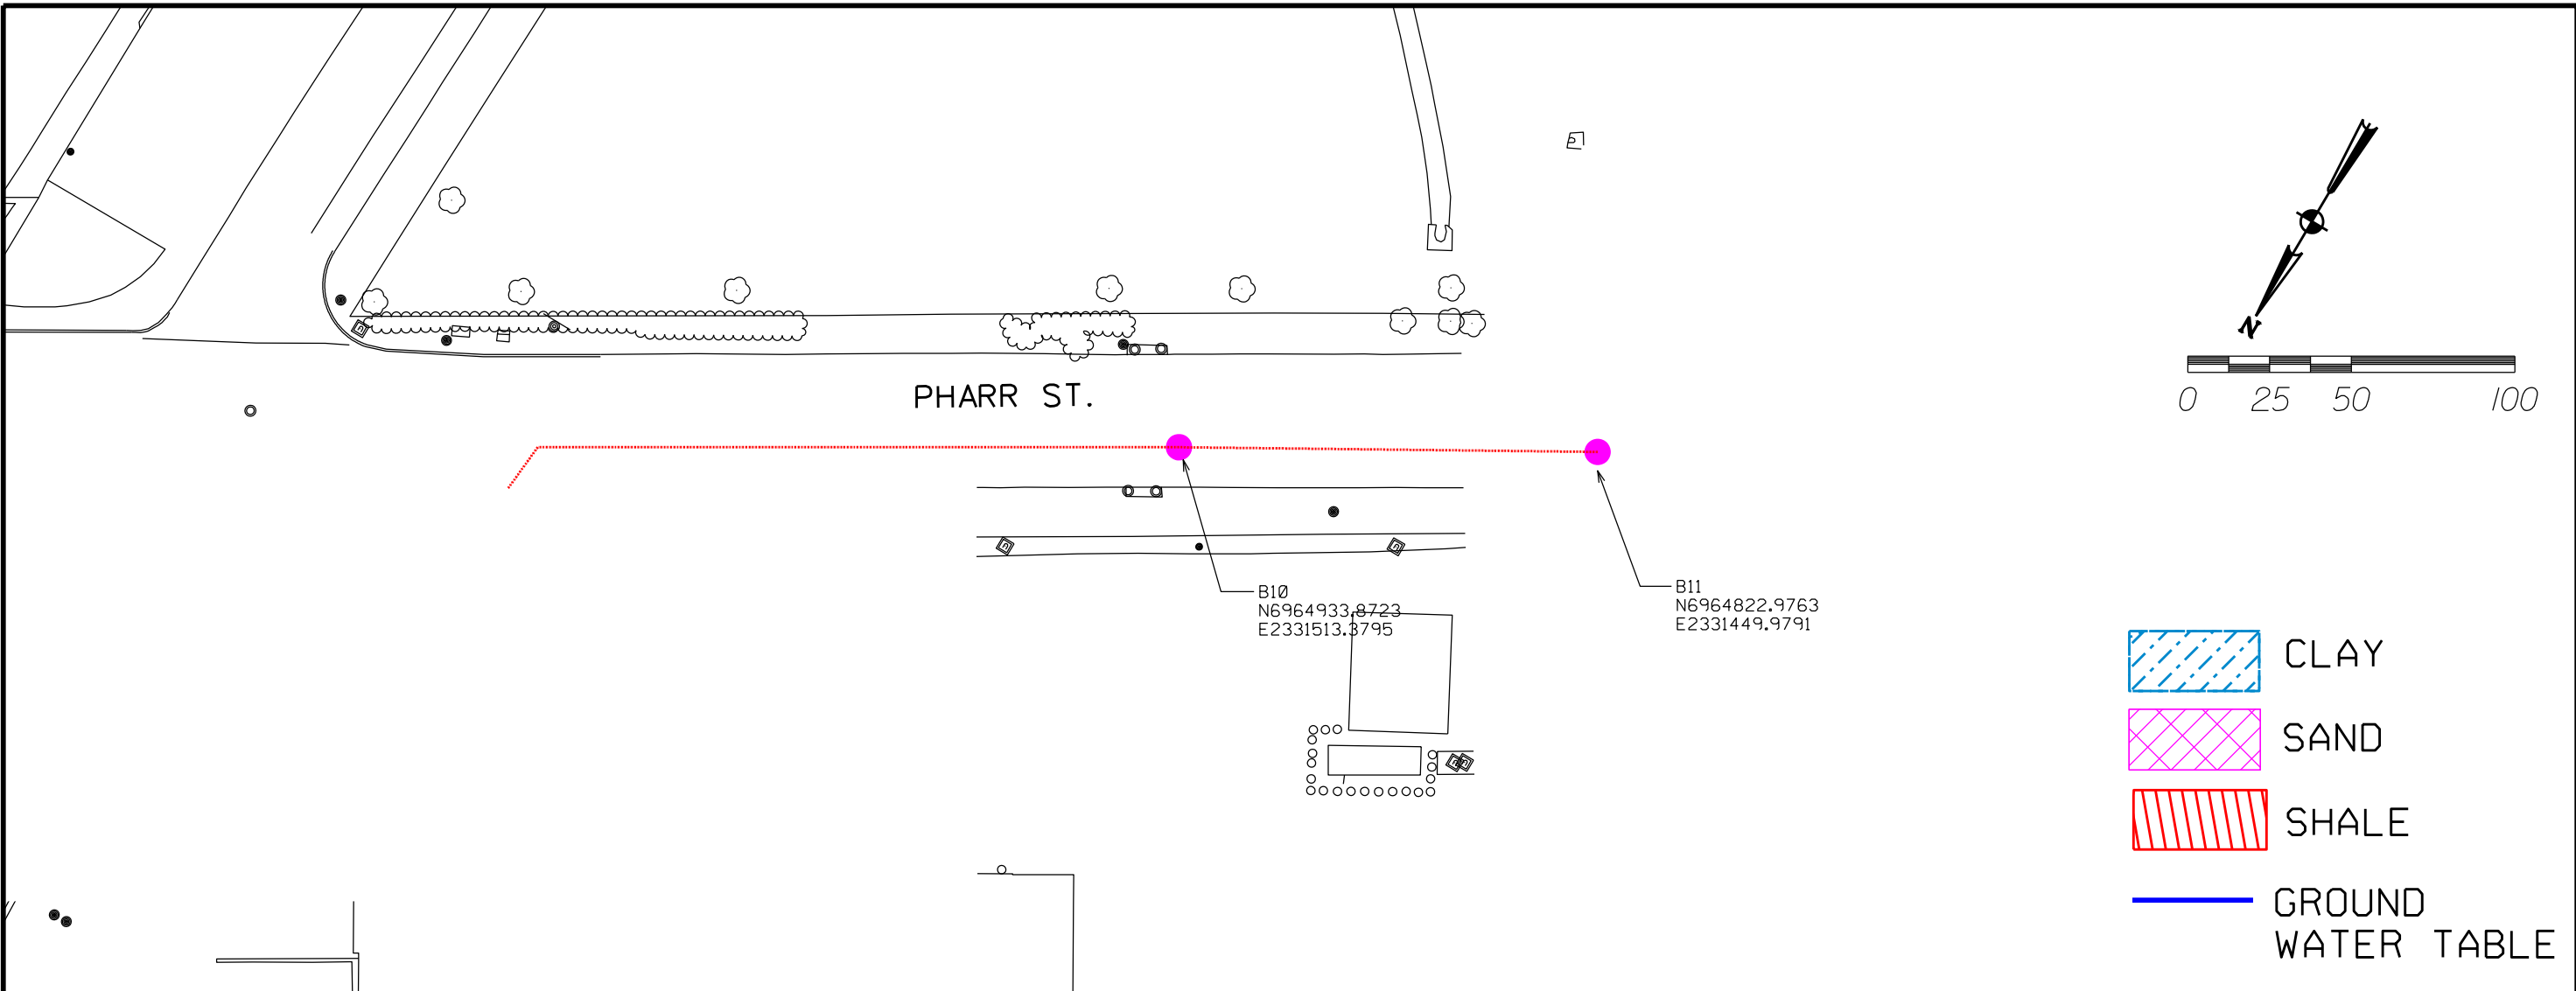 N
0 25 50 100
PHARR ST.
B10
N6964933.8723
E2331513.3795
B11
N6964822.9763
E2331449.9791
CLAY
SAND
SHALE
GROUND
WATER TABLE